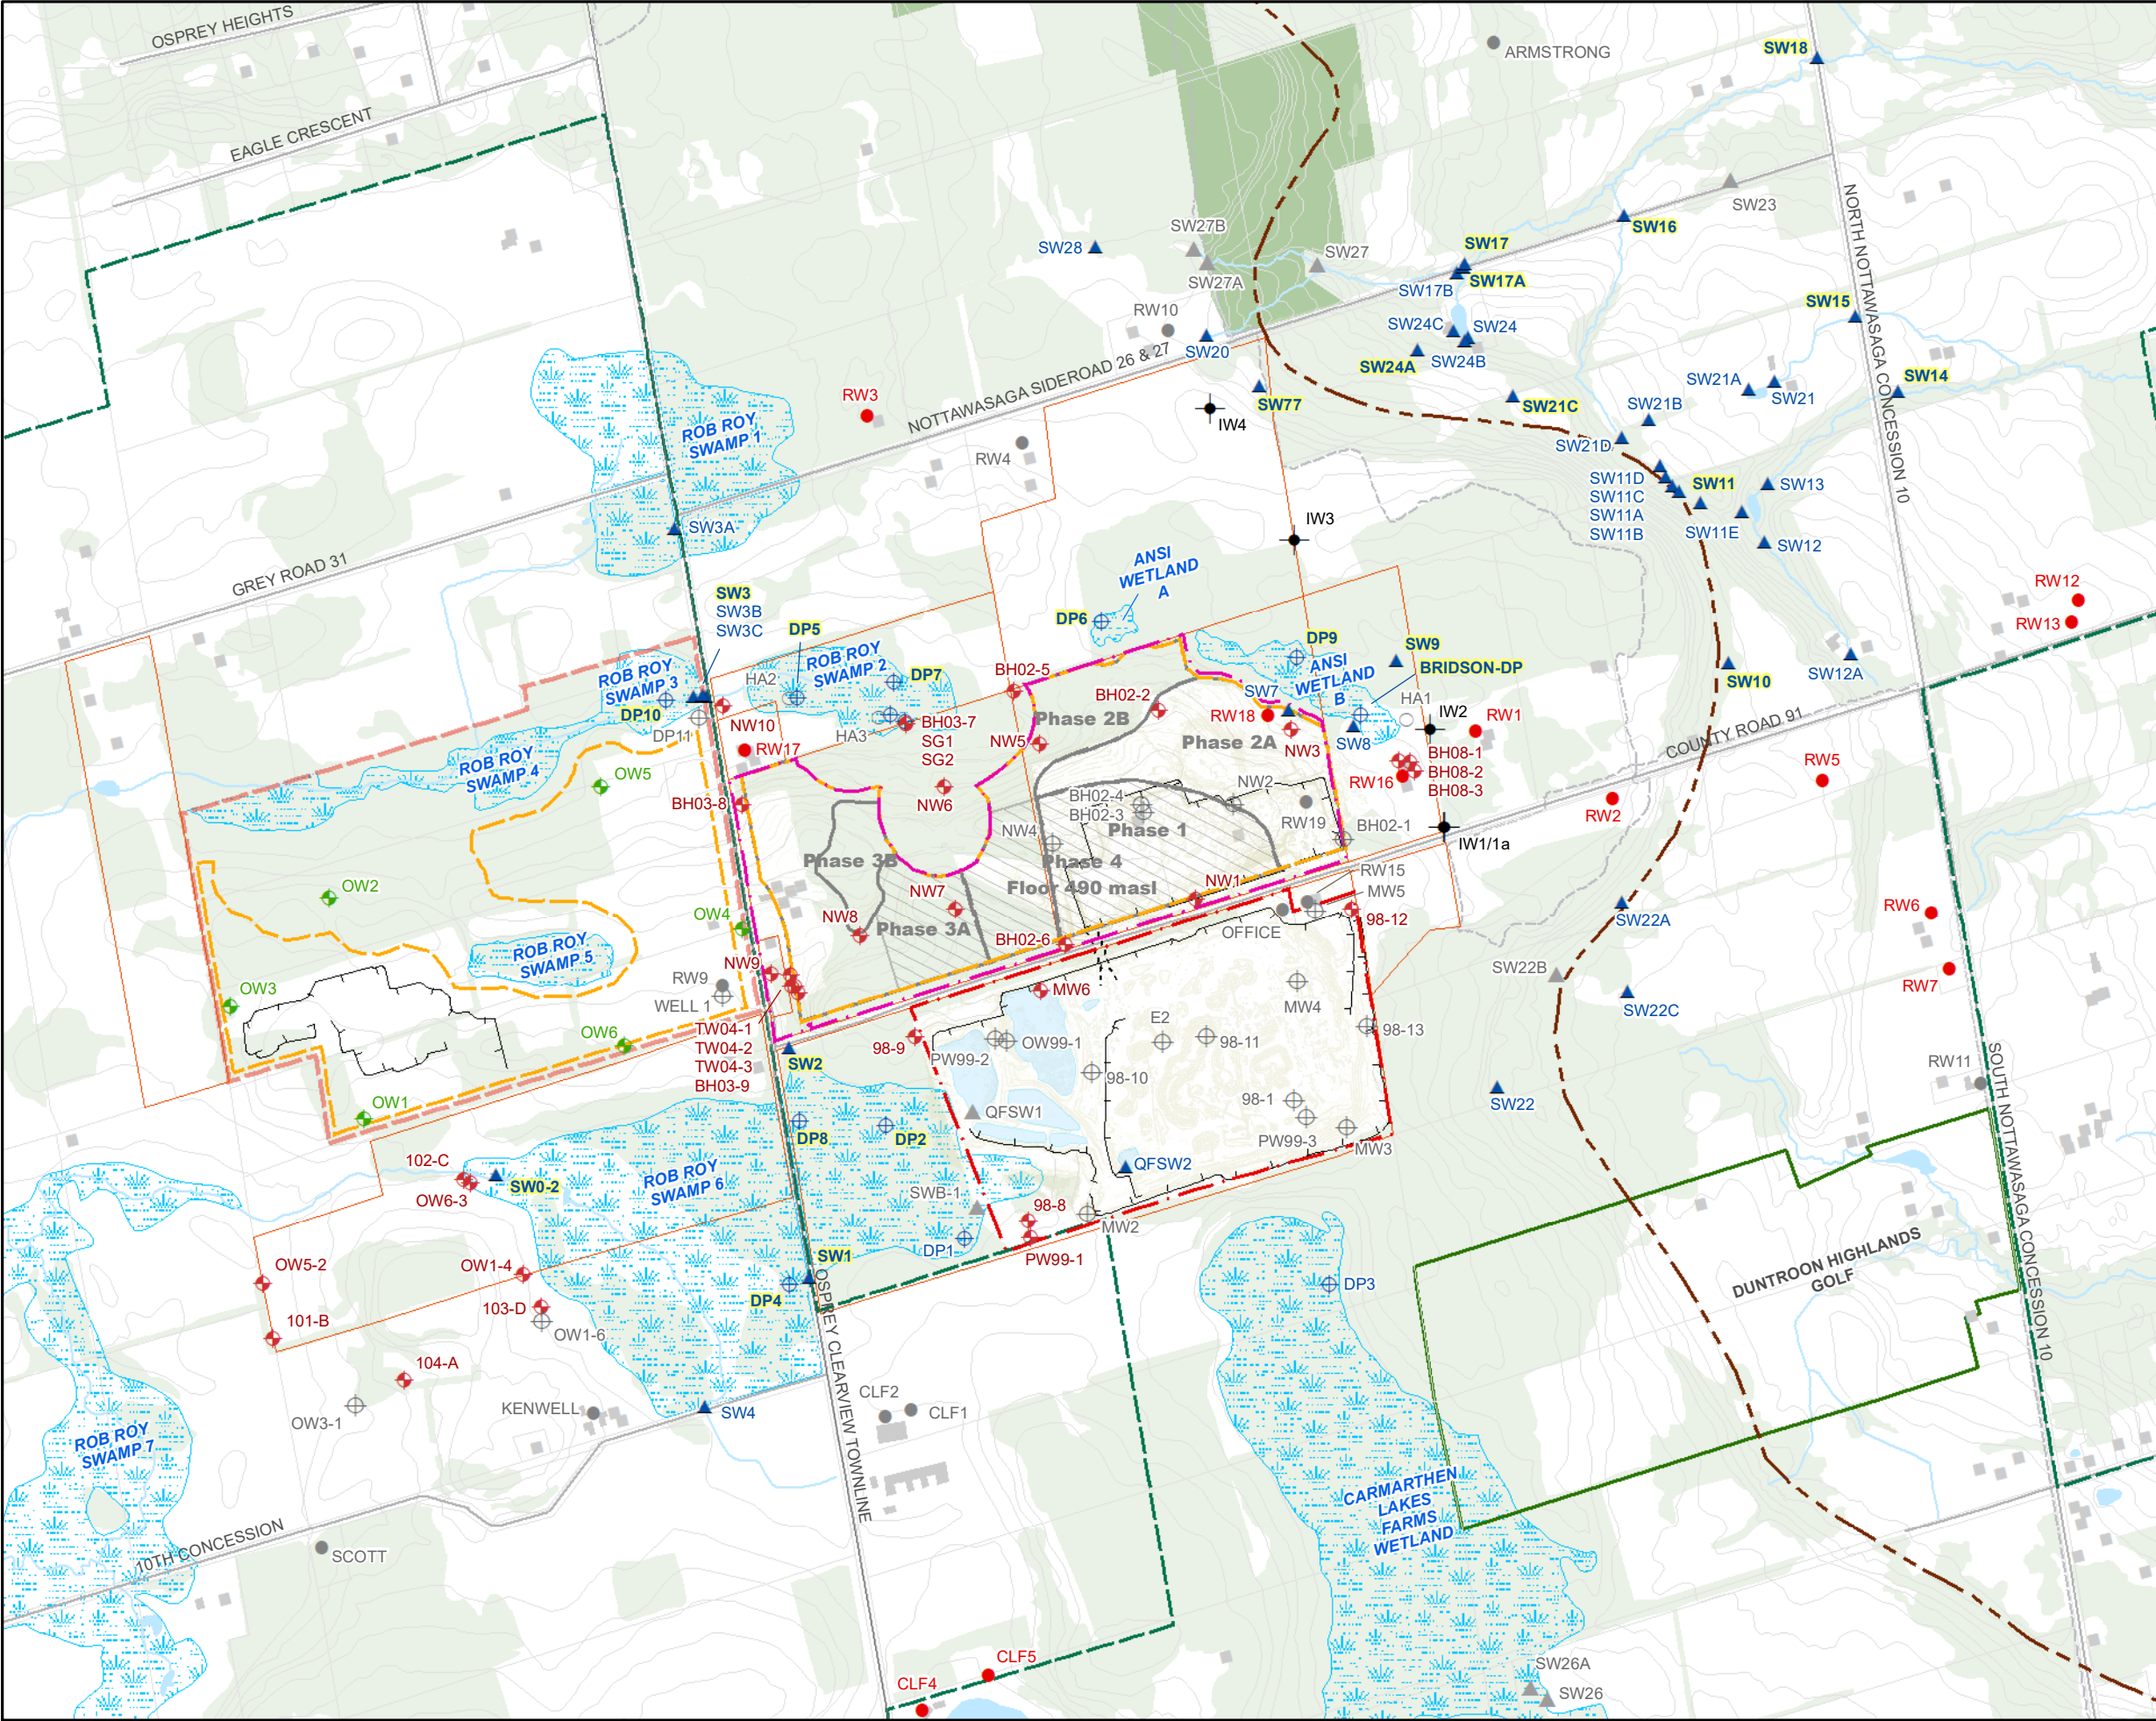 OSPREY HEIGHTS
ARMSTRONG
SW18
EAGLE CRESCENT
SW23
SW16
NORTH NOTTAWASAGA CONCESSION 10
SW27B
SW28
SW27A
SW27
SW17
SW17A
SW17B
SW15
RW10
SW20
SW24C
SW24
SW24A
SW24B
NOTTAWASAGA SIDEROAD 26 & 27
RW3
SW77
IW4
SW21C
SW21A
SW21
SW14
SW21B
SW21D
ROB ROY
SWAMP 1
RW4
SW11D
SW11C
SW11A
SW11B
SW11
SW13
SW11E
SW12
SW3A
IW3
GREY ROAD 31
ANSI
WETLAND
A
SW3
SW3B
SW3C
DP5
DP6
DP9
SW9
BRIDSON-DP
RW12
RW13
SW12A
SW10
ROB ROY
SWAMP 3
ROB ROY
SWAMP 2
HA2
DP7
BH02-5
BH02-2
SW7
ANSI
WETLAND
B
HA1
DP10
DP11
NW10
HA3
BH03-7
SG1
SG2
Phase 2B
RW18
SW8
IW2
RW1
NW5
Phase 2A
NW3
COUNTY ROAD 91
RW17
ROB ROY
SWAMP 4
OW5
BH08-1
BH08-2
BH08-3
RW16
RW5
RW2
BH03-8
NW6
BH02-4
BH02-3
NW2
RW19
BH02-1
IW1/1a
NW4
Phase 1
Phase 3B
Phase 4
Floor 490 masl
RW15
MW5
OW2
NW7
NW1
98-12
OW4
NW8
Phase 3A
BH02-6
OFFICE
SW22A
RW6
ROB ROY
SWAMP 5
NW9
RW9
WELL 1
SW22B
RW7
OW3
MW6
MW4
SW22C
TW04-1
TW04-2
TW04-3
BH03-9
OW6
98-9
SW2
PW99-2
OW99-1
E2
98-11
98-13
98-10
SOUTH NOTTAWASAGA CONCESSION 10
RW11
OW1
DP8
DP2
QFSW1
98-1
PW99-3
MW3
SW22
102-C
OW6-3
SW0-2
ROB ROY
SWAMP 6
QFSW2
SWB-1
98-8
MW2
DP1
PW99-1
OW5-2
OW1-4
SW1
DP4
DP3
DUNTROON HIGHLANDS
GOLF
101-B
103-D
OW1-6
OSPREY CLEARVIEW TOWNLINE
104-A
OW3-1
KENWELL
SW4
CLF2
CLF1
ROB ROY
SWAMP 7
CARMARTHEN
LAKES
FARMS
WETLAND
10TH CONCESSION
SCOTT
CLF5
CLF4
SW26A
SW26